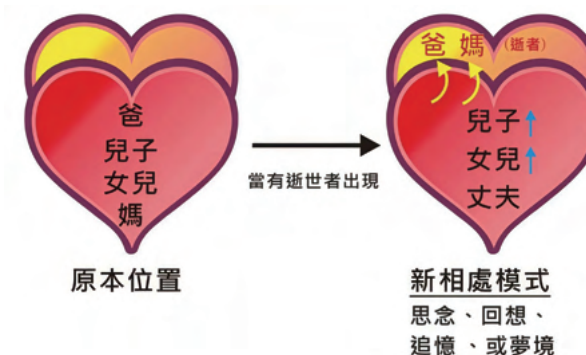 爸
兒子
女兒
媽
原本位置
當有逝世者出現
爸 媽 (逝者)
兒子↑
女兒↑
丈夫
新相處模式
思念、回想、
追憶、或夢境